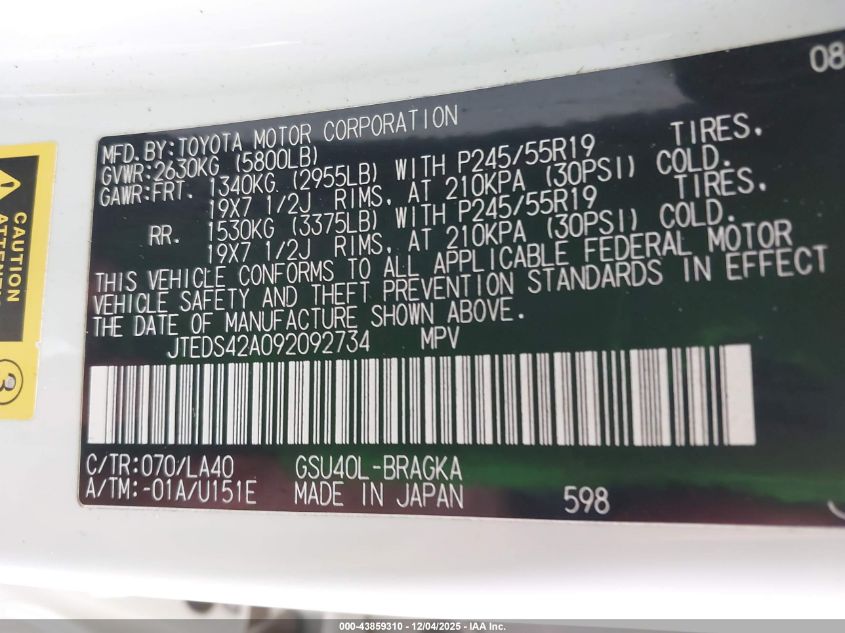 08
MFD. BY: TOYOTA MOTOR CORPORATION
GVWR: 2630KG (5800LB)
GAWR: FRT. 1340KG (2955LB) WITH P245/55R19 TIRES,
19X7 1/2J RIMS, AT 210KPA (30PSI) COLD.
RR. 1530KG (3375LB) WITH P245/55R19 TIRES,
19X7 1/2J RIMS, AT 210KPA (30PSI) COLD.
THIS VEHICLE CONFORMS TO ALL APPLICABLE FEDERAL MOTOR
VEHICLE SAFETY AND THEFT PREVENTION STANDARDS IN EFFECT
THE DATE OF MANUFACTURE SHOWN ABOVE.
JTEDS42A092092734 MPV
C/TR: 070/LA40 GSU40L-BRAGKA
A/TM: -01A/U151E MADE IN JAPAN 598
CAUTION
3
000-43859310 - 12/04/2025 - IAA Inc.